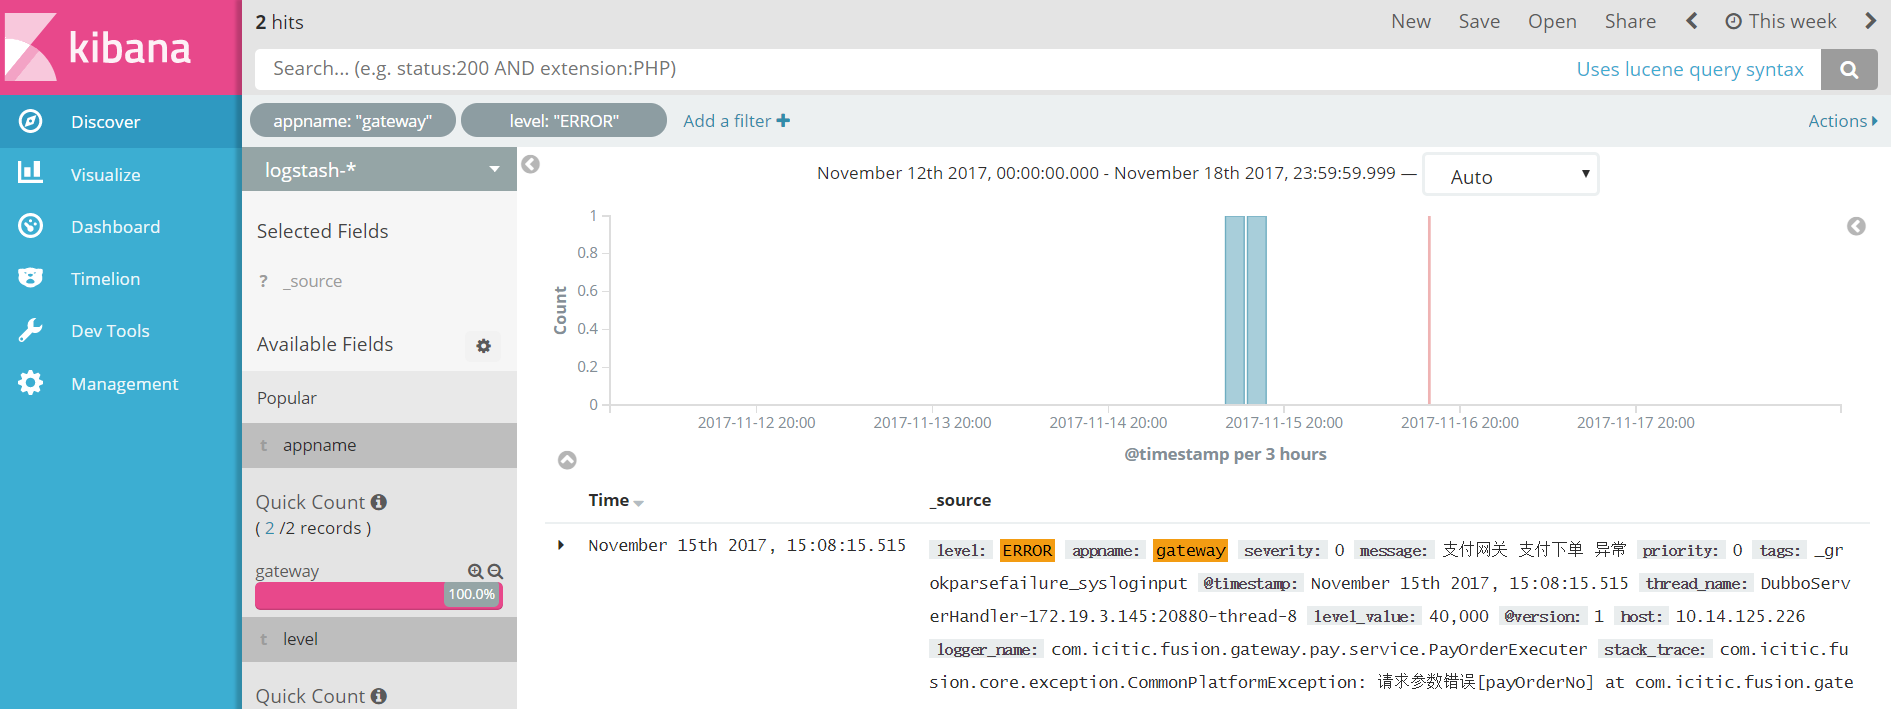 kibana
2 hits
New Save Open Share This week
Search... (e.g. status:200 AND extension:PHP) Uses lucene query syntax
appname: "gateway" level: "ERROR" Add a filter Actions
Discover
Visualize
Dashboard
Timelion
Dev Tools
Management
logstash-*
Selected Fields
? _source
Available Fields
Popular
t appname
Quick Count
( 2 /2 records )
gateway
100.0%
t level
Quick Count
November 12th 2017, 00:00:00.000 - November 18th 2017, 23:59:59.999 — Auto
Count
1
0.8
0.6
0.4
0.2
0
2017-11-12 20:00 2017-11-13 20:00 2017-11-14 20:00 2017-11-15 20:00 2017-11-16 20:00 2017-11-17 20:00
@timestamp per 3 hours
Time _source
November 15th 2017, 15:08:15.515 level: ERROR appname: gateway severity: 0 message: 支付网关 支付下单 异常 priority: 0 tags: _gr
okparsefailure_sysloginput @timestamp: November 15th 2017, 15:08:15.515 thread_name: DubboServ
erHandler-172.19.3.145:20880-thread-8 level_value: 40,000 @version: 1 host: 10.14.125.226
logger_name: com.icitic.fusion.gateway.pay.service.PayOrderExecuter stack_trace: com.icitic.fu
sion.core.exception.CommonPlatformException: 请求参数错误[payOrderNo] at com.icitic.fusion.gate